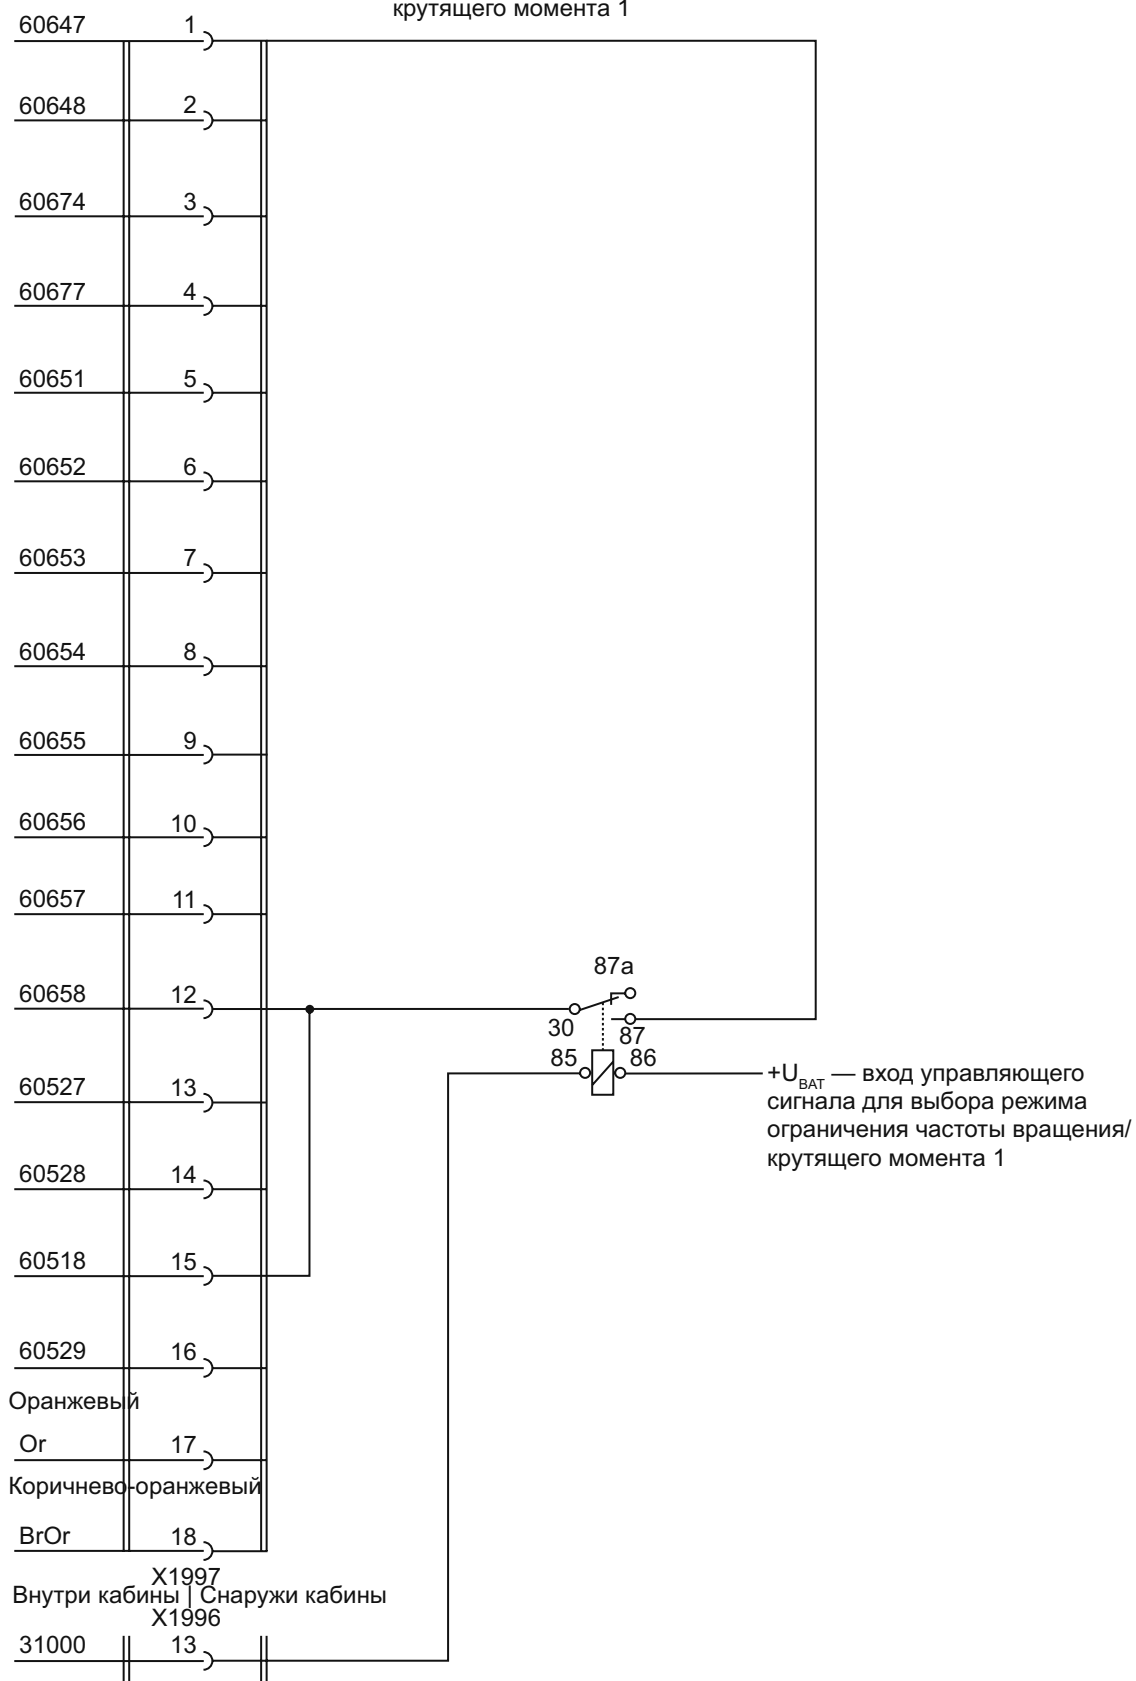 крутящего момента 1
60647 1
60648 2
60674 3
60677 4
60651 5
60652 6
60653 7
60654 8
60655 9
60656 10
60657 11
87a
60658 12
30 87
85 86
+U_BAT — вход управляющего
сигнала для выбора режима
ограничения частоты вращения/
крутящего момента 1
60527 13
60528 14
60518 15
60529 16
Оранжевый
Or 17
Коричнево-оранжевый
BrOr 18
X1997
Внутри кабины | Снаружи кабины
X1996
31000 13